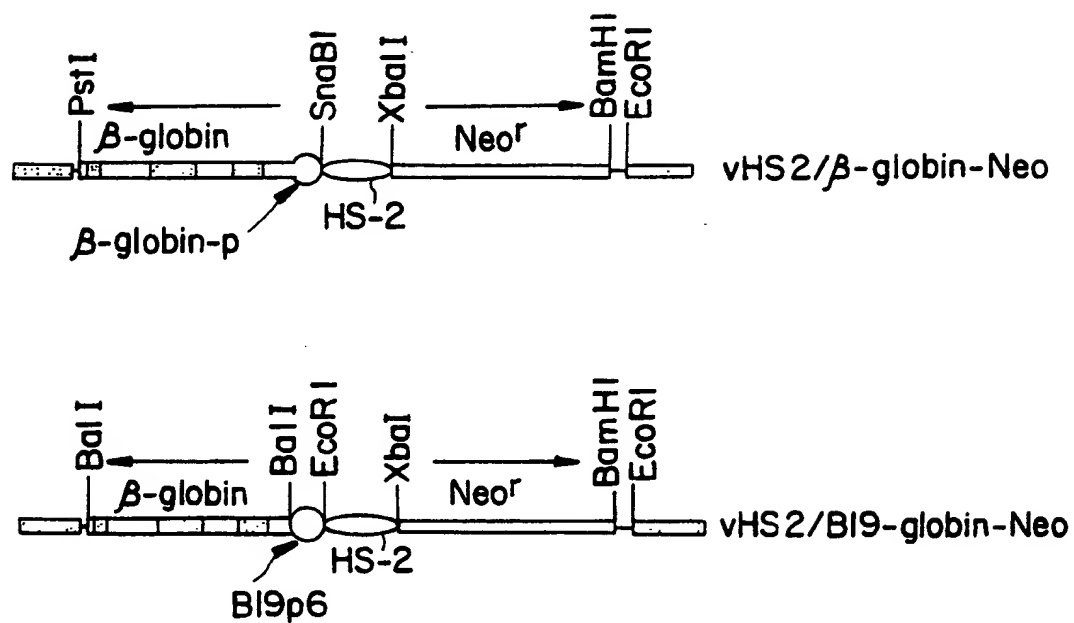 PstI
SnaBI
XbaII
BamHI
EcoRI
β-globin
Neoʳ
vHS2/β-globin-Neo
HS-2
β-globin-p
BalI
BalI
EcoRI
XbaI
BamHI
EcoRI
β-globin
Neoʳ
vHS2/B19-globin-Neo
HS-2
B19p6